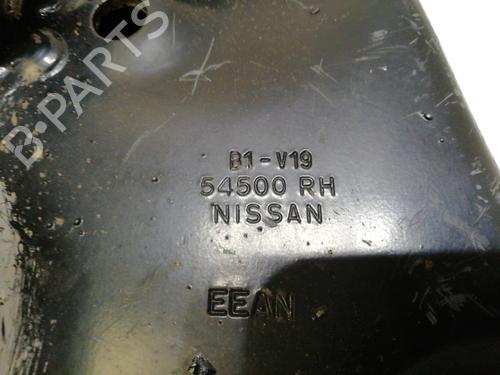 B-PARTS
B1-V19
54500 RH
NISSAN
EEAN